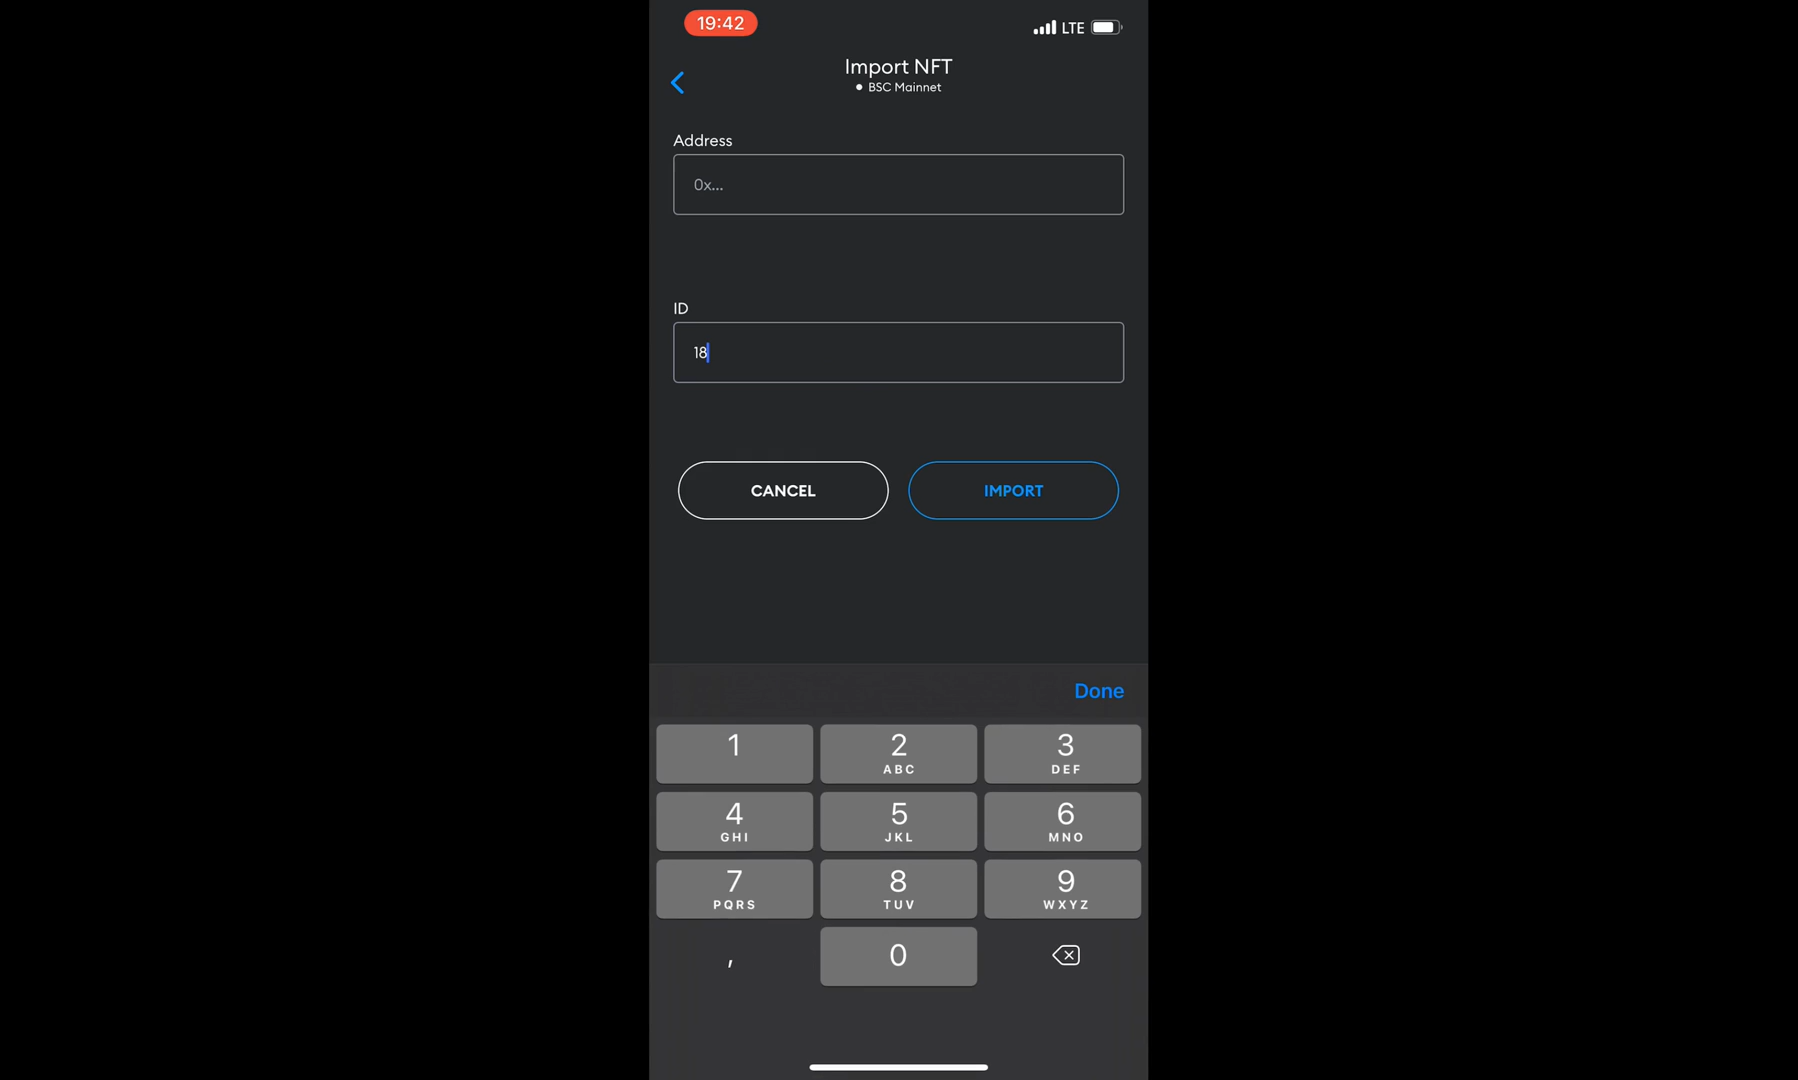 19:42
LTE
Import NFT
BSC Mainnet
Address
0x...
ID
18
CANCEL
IMPORT
Done
1
2
ABC
3
DEF
4
GHI
5
JKL
6
MNO
7
PQRS
8
TUV
9
WXYZ
,
0